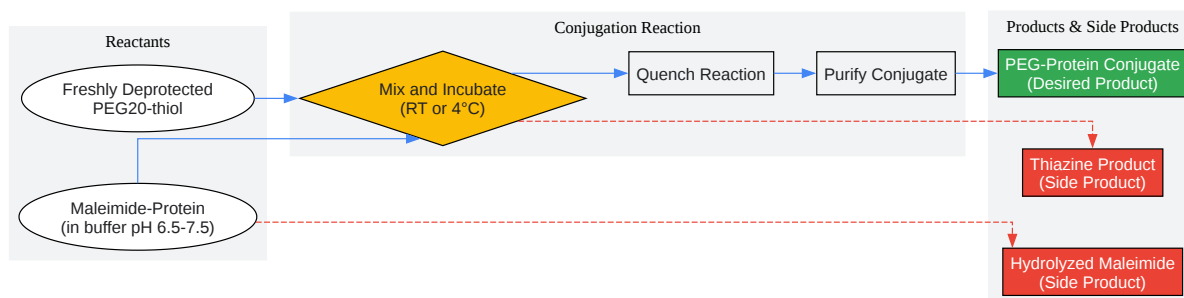 Reactants
Conjugation Reaction
Products & Side Products
Freshly Deprotected
PEG20-thiol
Mix and Incubate
(RT or 4°C)
Quench Reaction
Purify Conjugate
PEG-Protein Conjugate
(Desired Product)
Thiazine Product
(Side Product)
Maleimide-Protein
(in buffer pH 6.5-7.5)
Hydrolyzed Maleimide
(Side Product)